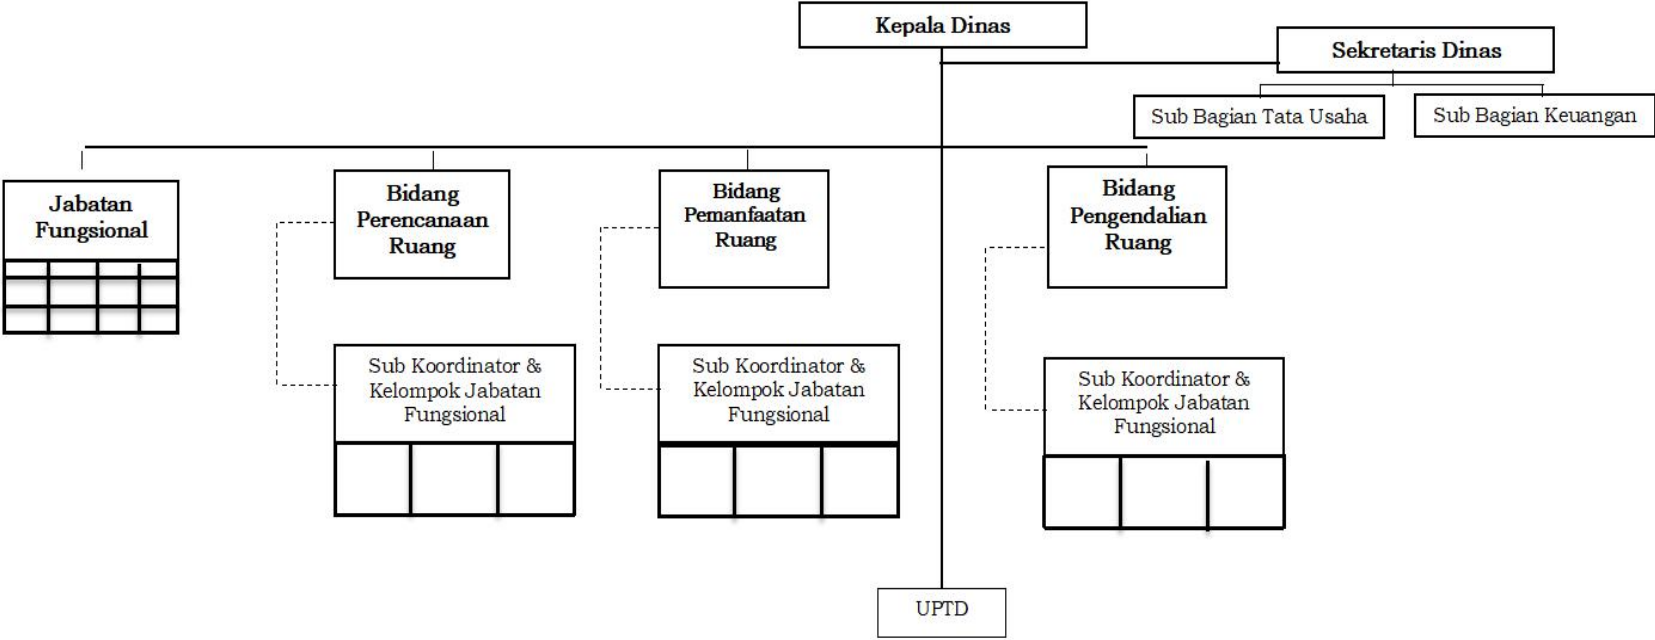 Kepala Dinas
Sekretaris Dinas
Sub Bagian Tata Usaha
Sub Bagian Keuangan
Jabatan
Fungsional
Bidang
Perencanaan
Ruang
Bidang
Pemanfaatan
Ruang
Bidang
Pengendalian
Ruang
Sub Koordinator &
Kelompok Jabatan
Fungsional
Sub Koordinator &
Kelompok Jabatan
Fungsional
Sub Koordinator &
Kelompok Jabatan
Fungsional
UPTD